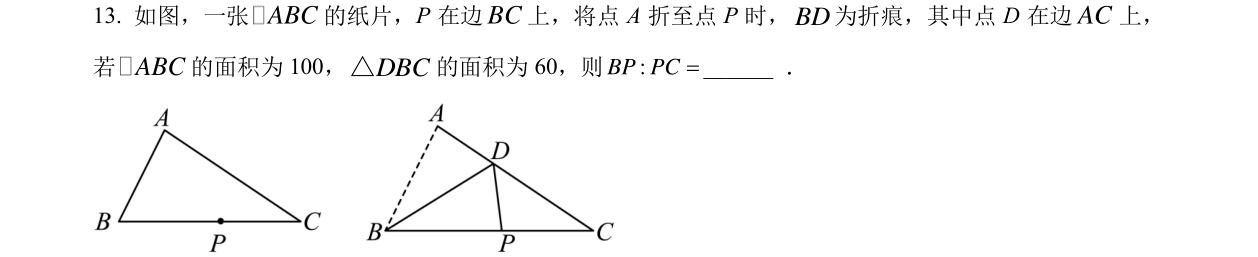 13. 如图，一张□ABC 的纸片，P 在边 BC 上，将点 A 折至点 P 时，BD 为折痕，其中点 D 在边 AC 上，
若□ABC 的面积为 100，△DBC 的面积为 60，则 BP : PC = ______ ．
A
B
P
C
A
D
B
P
C